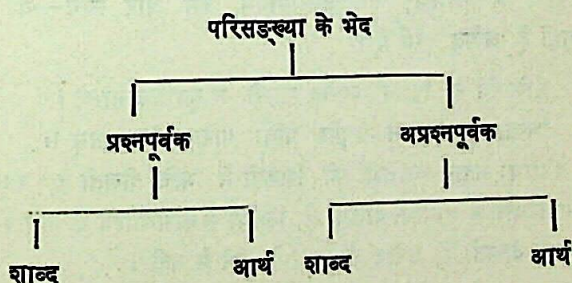 परिसङ्ख्या के भेद
प्रश्नपूर्वक अप्रश्नपूर्वक
शाब्द आर्थ शाब्द आर्थ